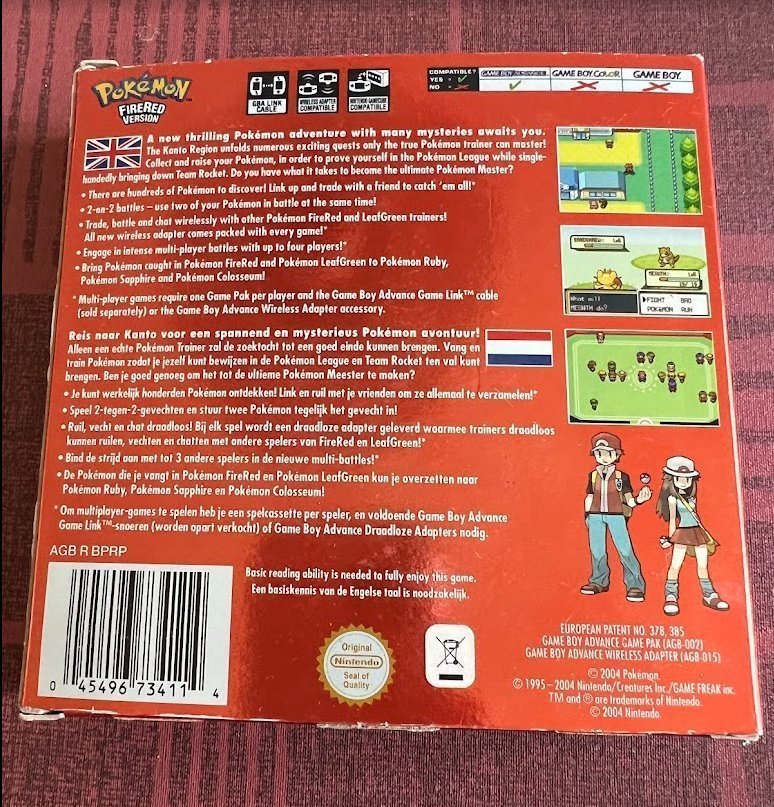 POKéMON
FIRERED
VERSION
GBA LINK
CABLE
WIRELESS ADAPTER
COMPATIBLE
NINTENDO GAMECUBE
COMPATIBLE
COMPATIBLE?
YES =
NO =
GAME BOY ADVANCE
GAME BOY COLOR
GAME BOY
A new thrilling Pokémon adventure with many mysteries awaits you.
The Kanto Region unfolds numerous exciting quests only the true Pokémon trainer can master!
Collect and raise your Pokémon, in order to prove yourself in the Pokémon League while single-
handedly bringing down Team Rocket. Do you have what it takes to become the ultimate Pokémon Master?
• There are hundreds of Pokémon to discover! Link up and trade with a friend to catch 'em all!*
• 2-on-2 battles – use two of your Pokémon in battle at the same time!
• Trade, battle and chat wirelessly with other Pokémon FireRed and LeafGreen trainers!
All new wireless adapter comes packed with every game!*
• Engage in intense multi-player battles with up to four players!*
• Bring Pokémon caught in Pokémon FireRed and Pokémon LeafGreen to Pokémon Ruby,
Pokémon Sapphire and Pokémon Colosseum!
* Multi-player games require one Game Pak per player and the Game Boy Advance Game Link™ cable
(sold separately) or the Game Boy Advance Wireless Adapter accessory.
SANDSHREW
MEOWTH
What will
MEOWTH do?
FIGHT BAG
POKéMON RUN
Reis naar Kanto voor een spannend en mysterieus Pokémon avontuur!
Alleen een echte Pokémon Trainer zal de zoektocht tot een goed einde kunnen brengen. Vang en
train Pokémon zodat je jezelf kunt bewijzen in de Pokémon League en Team Rocket ten val kunt
brengen. Ben je goed genoeg om het tot de ultieme Pokémon Meester te maken?
• Je kunt werkelijk honderden Pokémon ontdekken! Link en ruil met je vrienden om ze allemaal te verzamelen!*
• Speel 2-tegen-2-gevechten en stuur twee Pokémon tegelijk het gevecht in!
• Ruil, vecht en chat draadloos! Bij elk spel wordt een draadloze adapter geleverd waarmee trainers draadloos
kunnen ruilen, vechten en chatten met andere spelers van FireRed en LeafGreen!*
• Bind de strijd aan met tot 3 andere spelers in de nieuwe multi-battles!*
• De Pokémon die je vangt in Pokémon FireRed en Pokémon LeafGreen kun je overzetten naar
Pokémon Ruby, Pokémon Sapphire en Pokémon Colosseum!
* Om multiplayer-games te spelen heb je een spelcassette per speler, en voldoende Game Boy Advance
Game Link™-snoeren (worden apart verkocht) of Game Boy Advance Draadloze Adapters nodig.
AGB R BPRP
Basic reading ability is needed to fully enjoy this game.
Een basiskennis van de Engelse taal is noodzakelijk.
0 45496 73411 4
Original
Nintendo
Seal of
Quality
EUROPEAN PATENT NO. 378, 385
GAME BOY ADVANCE GAME PAK (AGB-002)
GAME BOY ADVANCE WIRELESS ADAPTER (AGB-015)
© 2004 Pokémon.
© 1995–2004 Nintendo/Creatures Inc./GAME FREAK inc.
TM and ® are trademarks of Nintendo.
© 2004 Nintendo.